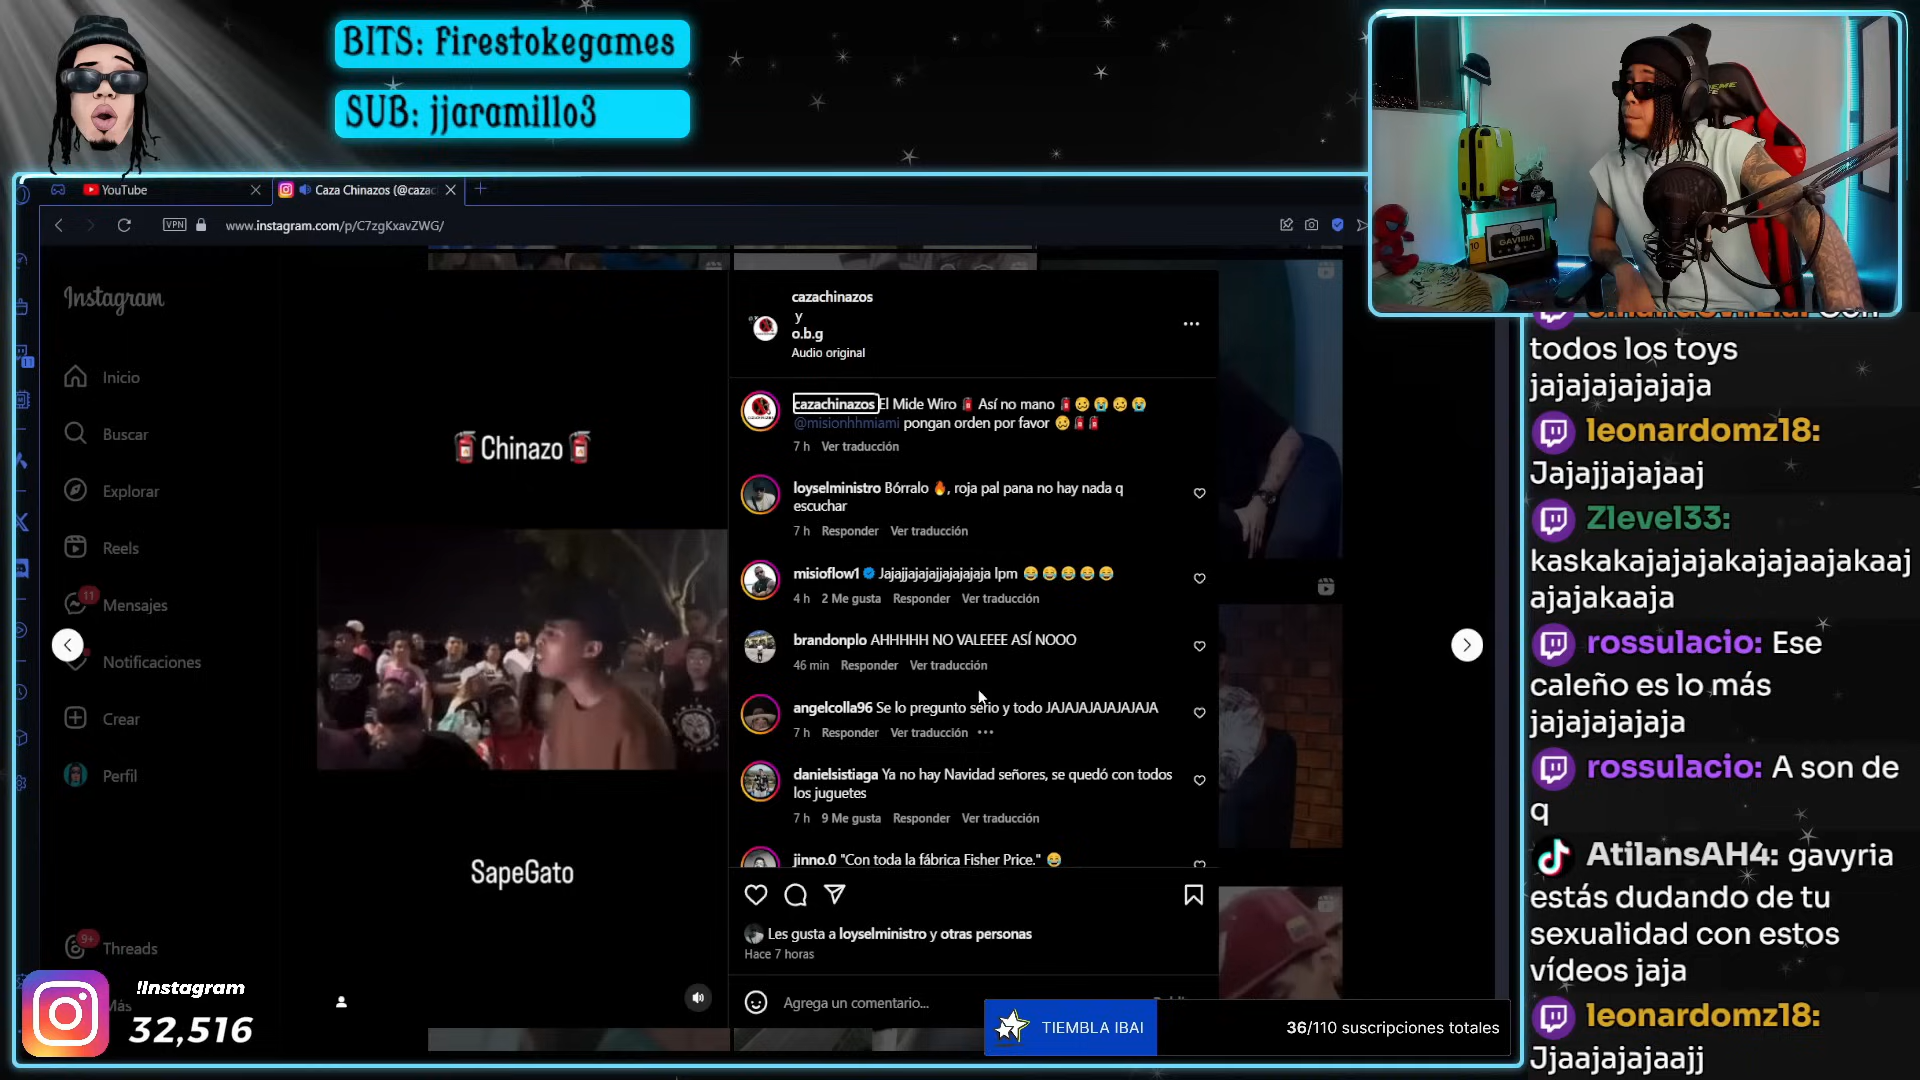 BITS: firestokegames
SUB: jjaramillo3
YouTube
Caza Chinazos (@cazac
VPN
www.instagram.com/p/C7zgKxavZWG/
Instagram
Inicio
Buscar
Explorar
Reels
11
Mensajes
Notificaciones
Crear
Perfil
9+
Threads
Más
!Instagram
32,516
Chinazo
SapeGato
cazachinazos
y
o.b.g
Audio original
cazachinazos El Mide Wiro 🧯 Así no mano 🧯🥴😭🥴😭
@misionhhmiami pongan orden por favor 🥴🧯🧯
7 h Ver traducción
loyselministro Bórralo 🔥, roja pal pana no hay nada q
escuchar
7 h Responder Ver traducción
misioflow1 Jajajjajajajjajajajaja lpm 😂😂😂😂😂
4 h 2 Me gusta Responder Ver traducción
brandonplo AHHHHH NO VALEEEE ASÍ NOOO
46 min Responder Ver traducción
angelcolla96 Se lo pregunto serio y todo JAJAJAJAJAJAJA
7 h Responder Ver traducción
danielsistiaga Ya no hay Navidad señores, se quedó con todos
los juguetes
7 h 9 Me gusta Responder Ver traducción
jinno.0 "Con toda la fábrica Fisher Price." 😂
Les gusta a loyselministro y otras personas
Hace 7 horas
Agrega un comentario...
TIEMBLA IBAI
36/110 suscripciones totales
GAVIRIA
todos los toys
jajajajajajaja
leonardomz18:
Jajajjajajaaj
Zlevel33:
kaskakajajajakajajaajakaaj
ajajakaaja
rossulacio: Ese
caleño es lo más
jajajajajaja
rossulacio: A son de
q
AtilansAH4: gavyria
estás dudando de tu
sexualidad con estos
vídeos jaja
leonardomz18:
Jjaajajajaajj